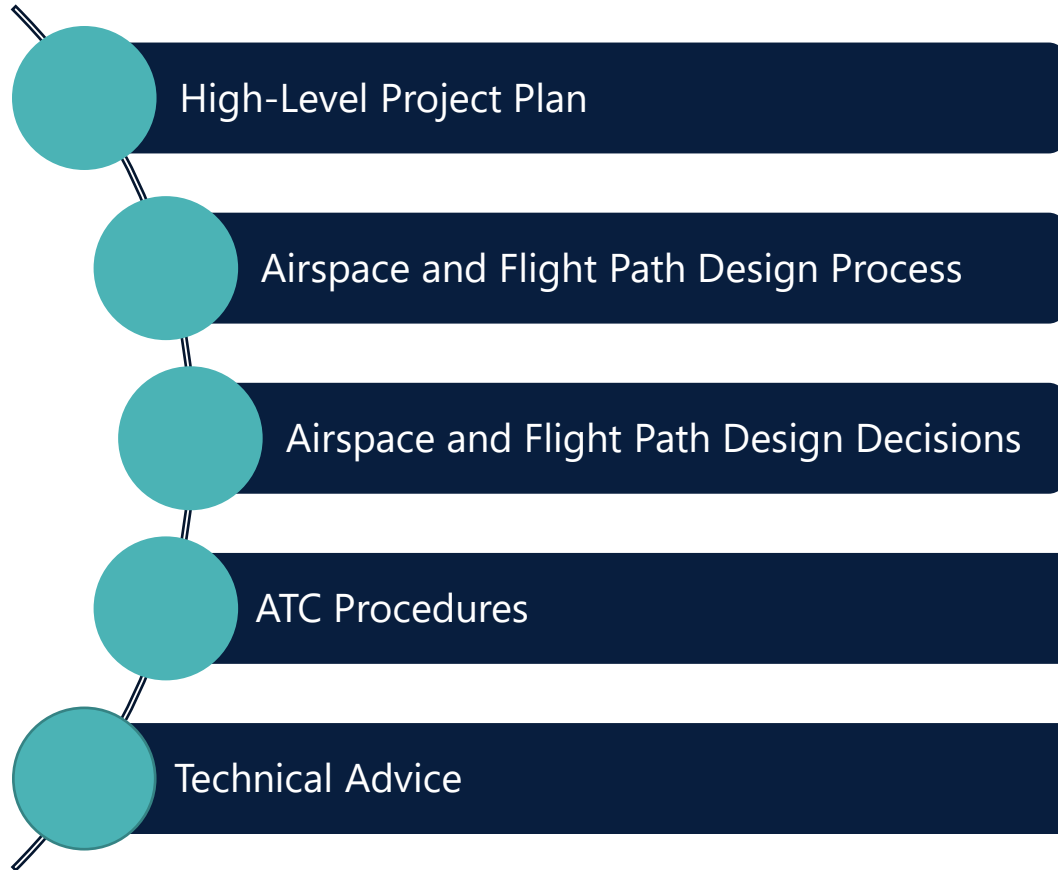 High-Level Project Plan
Airspace and Flight Path Design Process
Airspace and Flight Path Design Decisions
ATC Procedures
Technical Advice